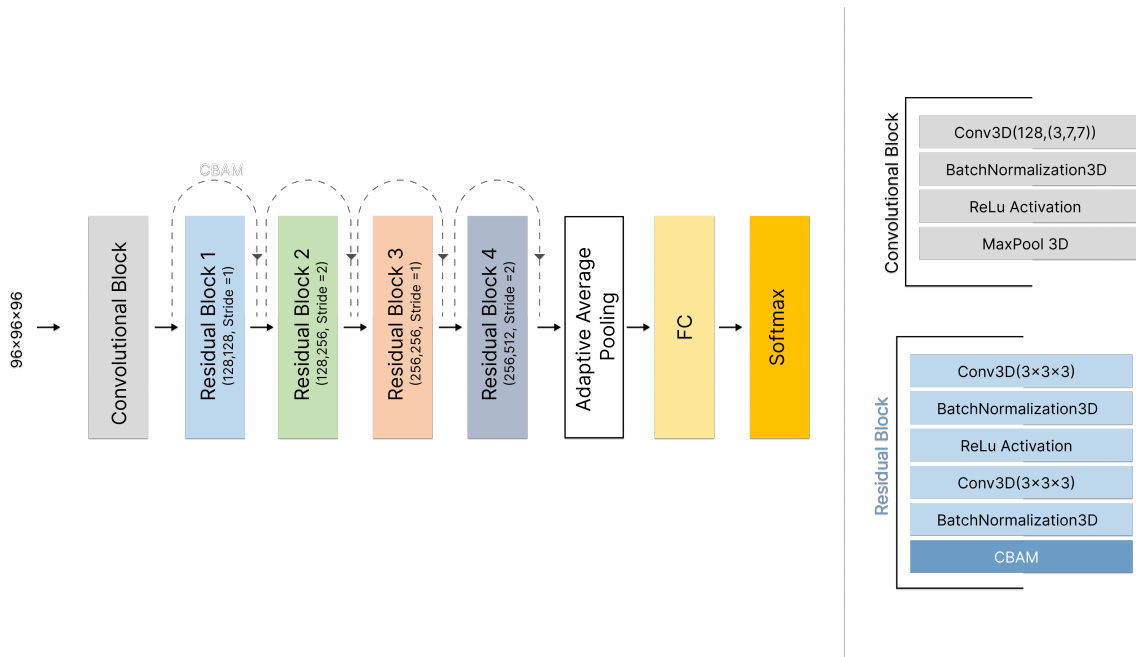 96×96×96
Convolutional Block
CBAM
Residual Block 1
(128,128, Stride =1)
Residual Block 2
(128,256, Stride =2)
Residual Block 3
(256,256, Stride =1)
Residual Block 4
(256,512, Stride =2)
Adaptive Average
Pooling
FC
Softmax
Convolutional Block
Conv3D(128,(3,7,7))
BatchNormalization3D
ReLu Activation
MaxPool 3D
Residual Block
Conv3D(3×3×3)
BatchNormalization3D
ReLu Activation
Conv3D(3×3×3)
BatchNormalization3D
CBAM